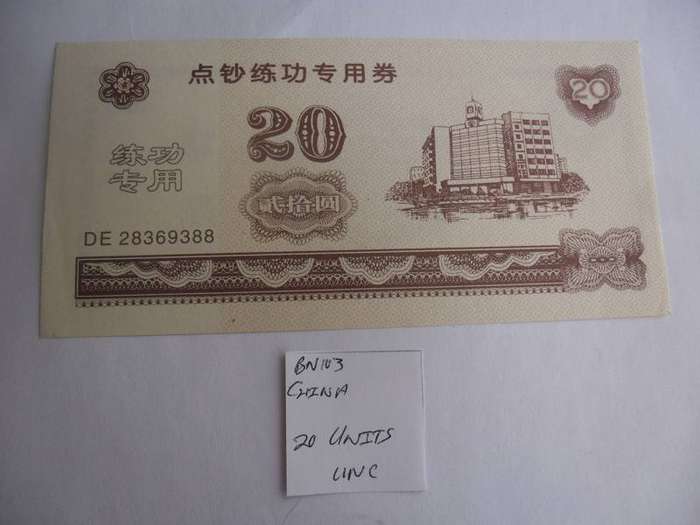 点钞练功专用券
20
20
练功
专用
贰拾圆
DE 28369388
BN103
CHINA
20 UNITS
UNC